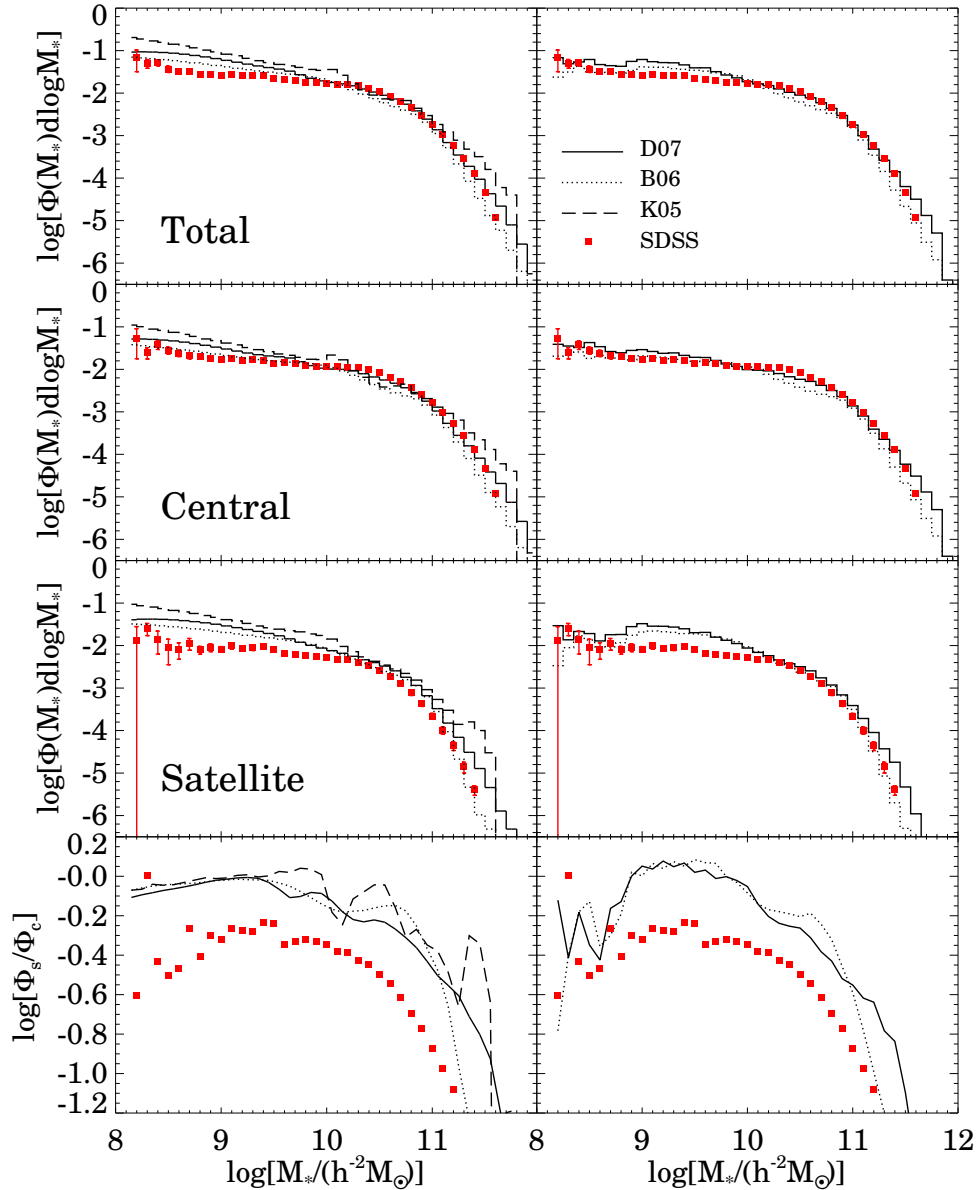 0
-1
-2
-3
-4
-5
-6
log[Φ(M*)dlogM*]
Total
D07
B06
K05
SDSS
0
-1
-2
-3
-4
-5
-6
log[Φ(M*)dlogM*]
Central
0
-1
-2
-3
-4
-5
-6
log[Φ(M*)dlogM*]
Satellite
0.2
-0.0
-0.2
-0.4
-0.6
-0.8
-1.0
-1.2
log[Φs/Φc]
8 9 10 11 8 9 10 11 12
log[M*/(h⁻²M⊙)] log[M*/(h⁻²M⊙)]